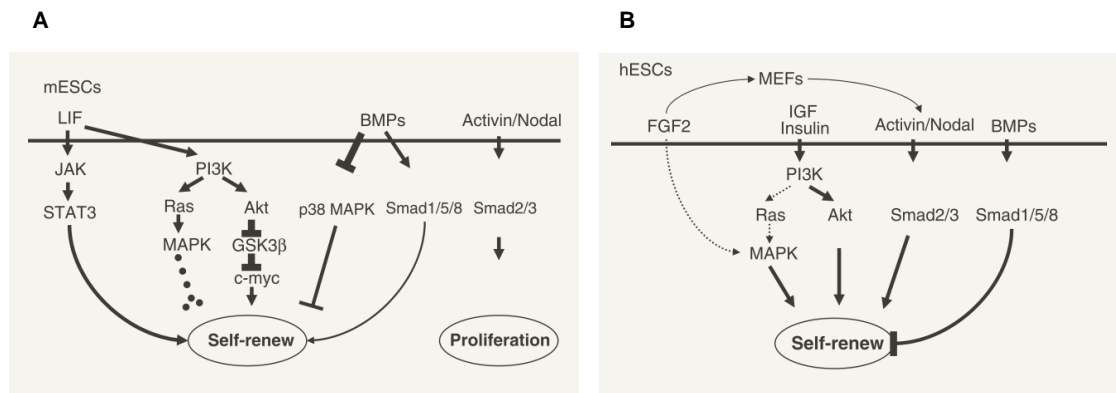 A
mESCs
LIF
BMPs
Activin/Nodal
JAK
PI3K
STAT3
Ras
Akt
p38 MAPK
Smad1/5/8
Smad2/3
MAPK
GSK3β
c-myc
Self-renew
Proliferation
B
hESCs
MEFs
FGF2
IGF
Insulin
Activin/Nodal
BMPs
PI3K
Ras
Akt
Smad2/3
Smad1/5/8
MAPK
Self-renew